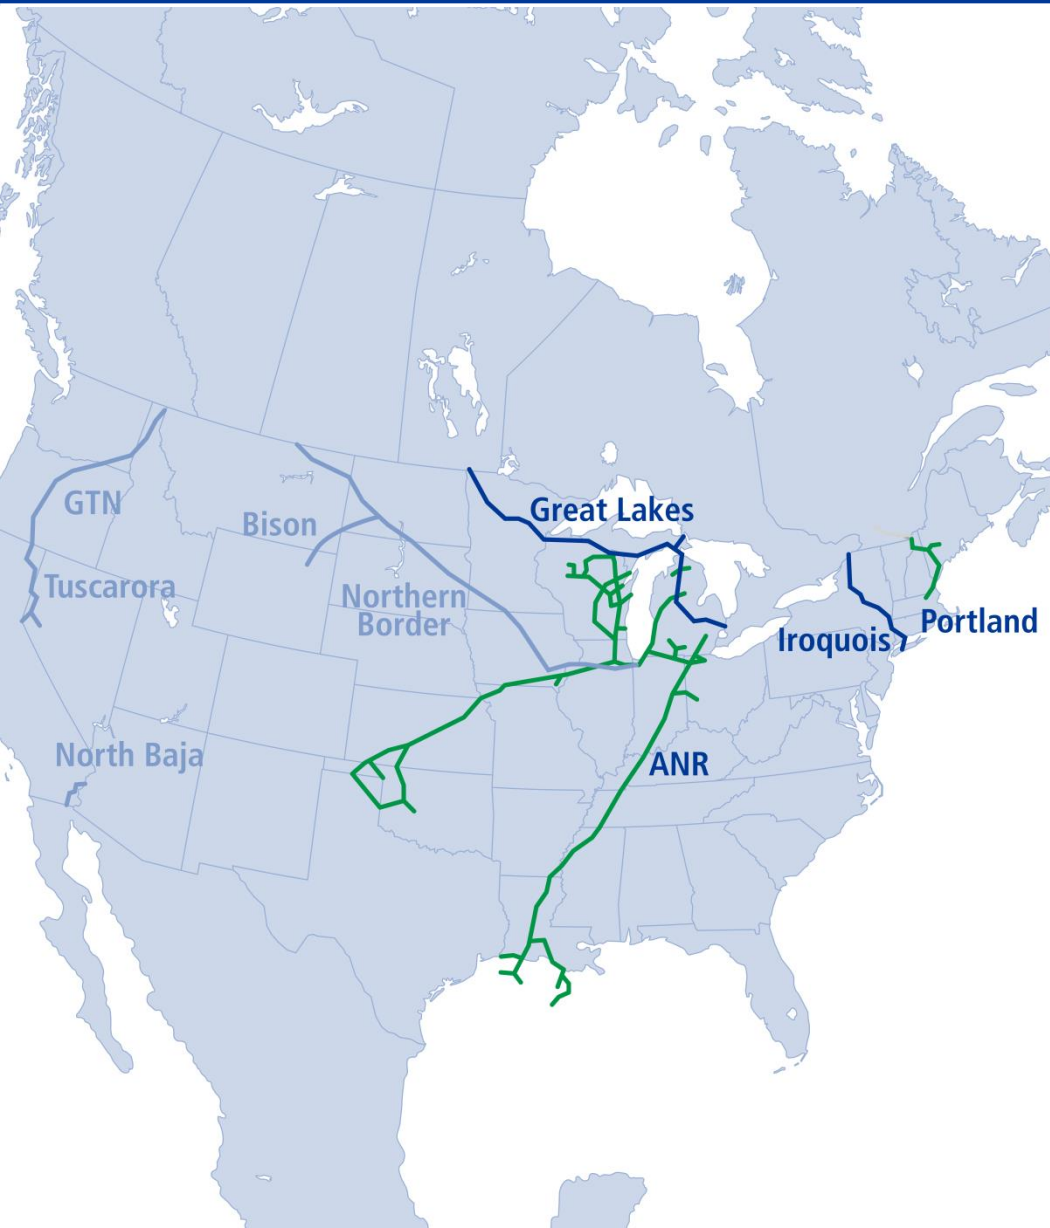 Great Lakes
GTN
Bison
Tuscarora
Northern
Border
Portland
Iroquois
North Baja
ANR